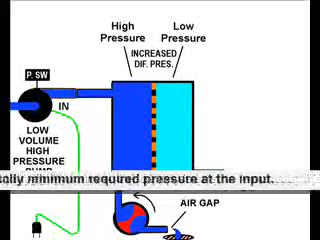 High
Pressure
Low
Pressure
INCREASED
DIF. PRES.
P. SW
IN
LOW
VOLUME
HIGH
PRESSURE
minimum required pressure at the input.
AIR GAP